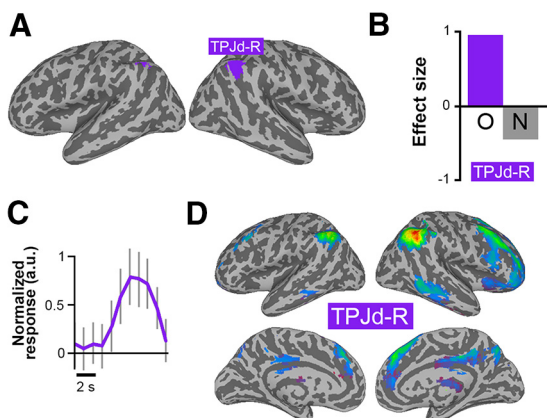 A
TPJd-R
B
Effect size
1
0
-1
O
N
TPJd-R
C
Normalized
response (a.u.)
1
0.5
0
2 s
D
TPJd-R